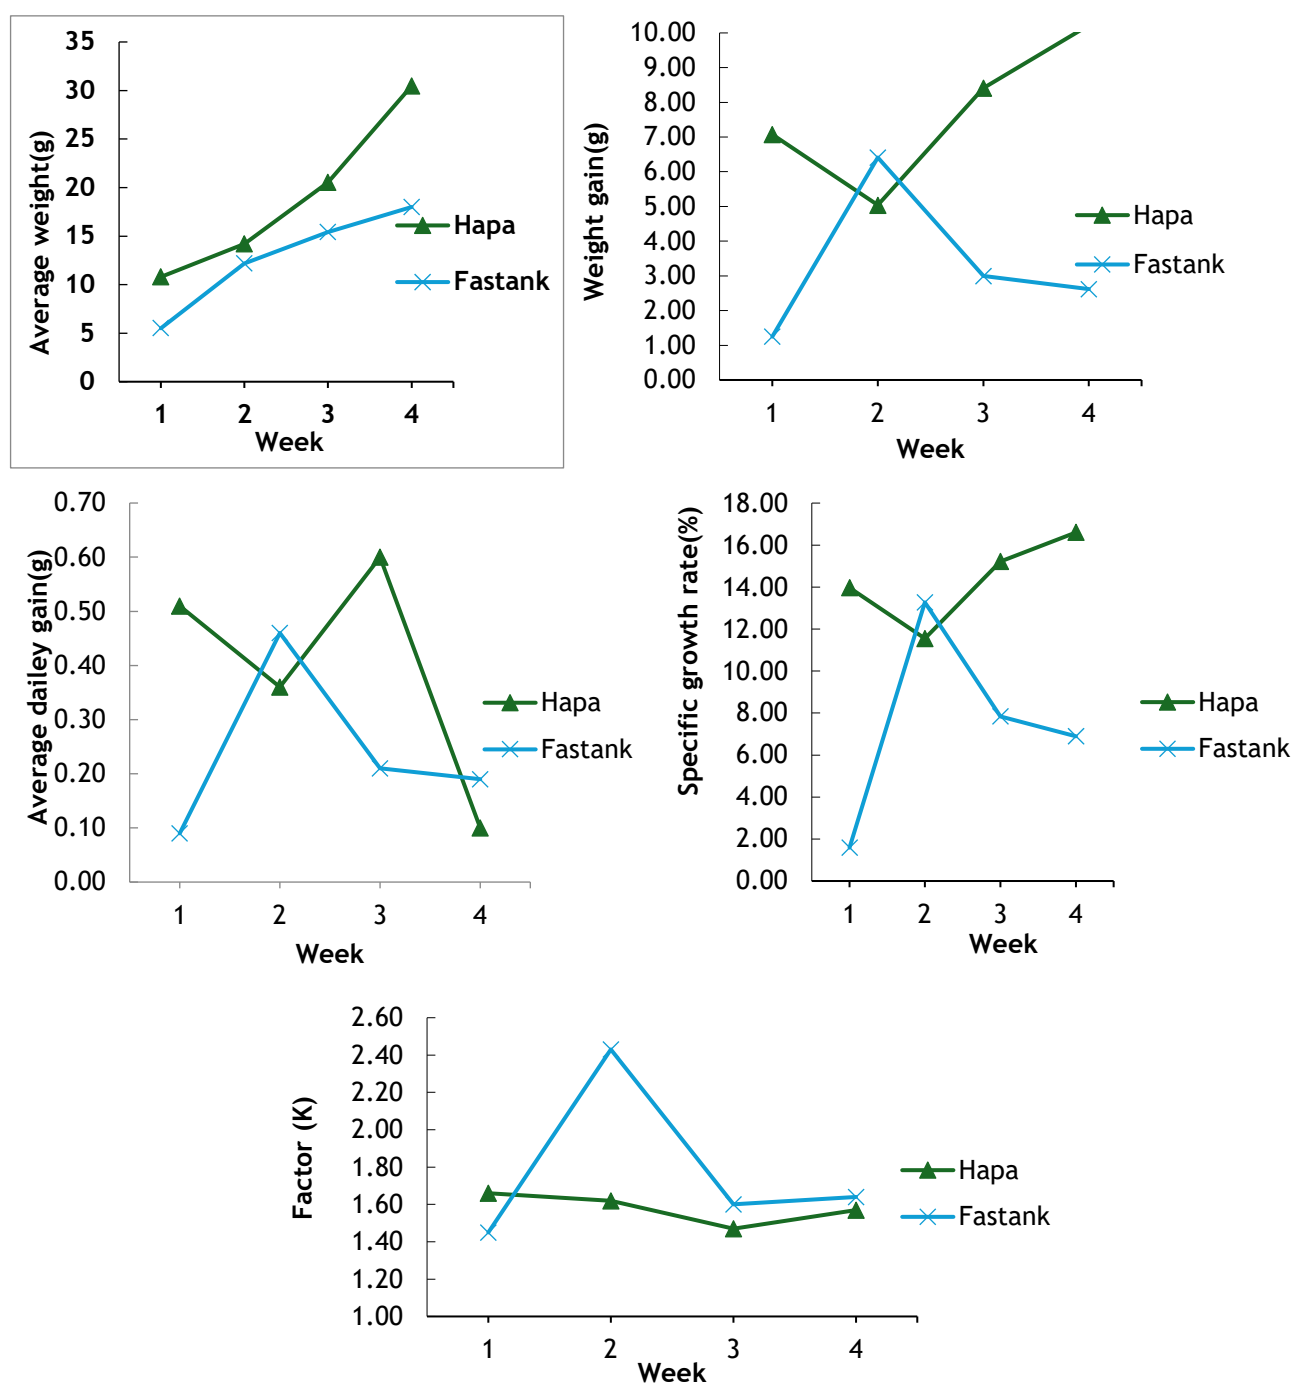 Average weight(g)
35
30
25
20
15
10
5
0
1 2 3 4
Week
Hapa
Fastank
Weight gain(g)
10.00
9.00
8.00
7.00
6.00
5.00
4.00
3.00
2.00
1.00
0.00
1 2 3 4
Week
Hapa
Fastank
Average dailey gain(g)
0.70
0.60
0.50
0.40
0.30
0.20
0.10
0.00
1 2 3 4
Week
Hapa
Fastank
Specific growth rate(%)
18.00
16.00
14.00
12.00
10.00
8.00
6.00
4.00
2.00
0.00
1 2 3 4
Week
Hapa
Fastank
Factor (K)
2.60
2.40
2.20
2.00
1.80
1.60
1.40
1.20
1.00
1 2 3 4
Week
Hapa
Fastank